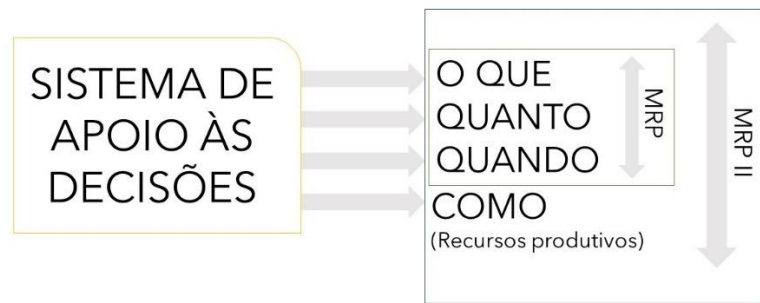 SISTEMA DE
APOIO ÀS
DECISÕES
O QUE
QUANTO
QUANDO
COMO
(Recursos produtivos)
MRP
MRP II